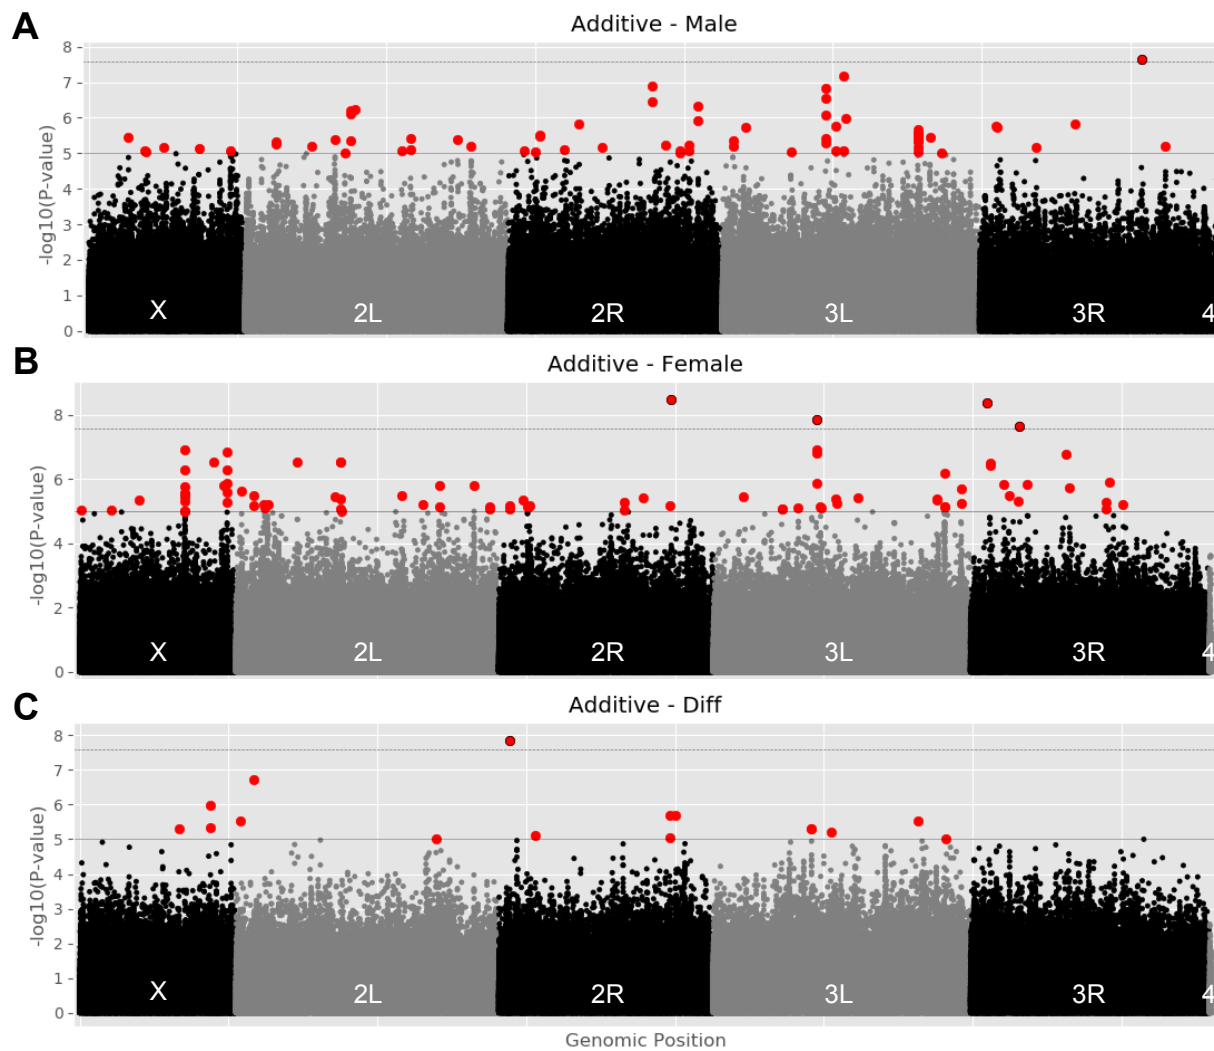 A
Additive - Male
-log10(P-value)
8
7
6
5
4
3
2
1
0
X 2L 2R 3L 3R 4
B
Additive - Female
-log10(P-value)
8
6
4
2
0
X 2L 2R 3L 3R 4
C
Additive - Diff
-log10(P-value)
8
7
6
5
4
3
2
1
0
X 2L 2R 3L 3R 4
Genomic Position